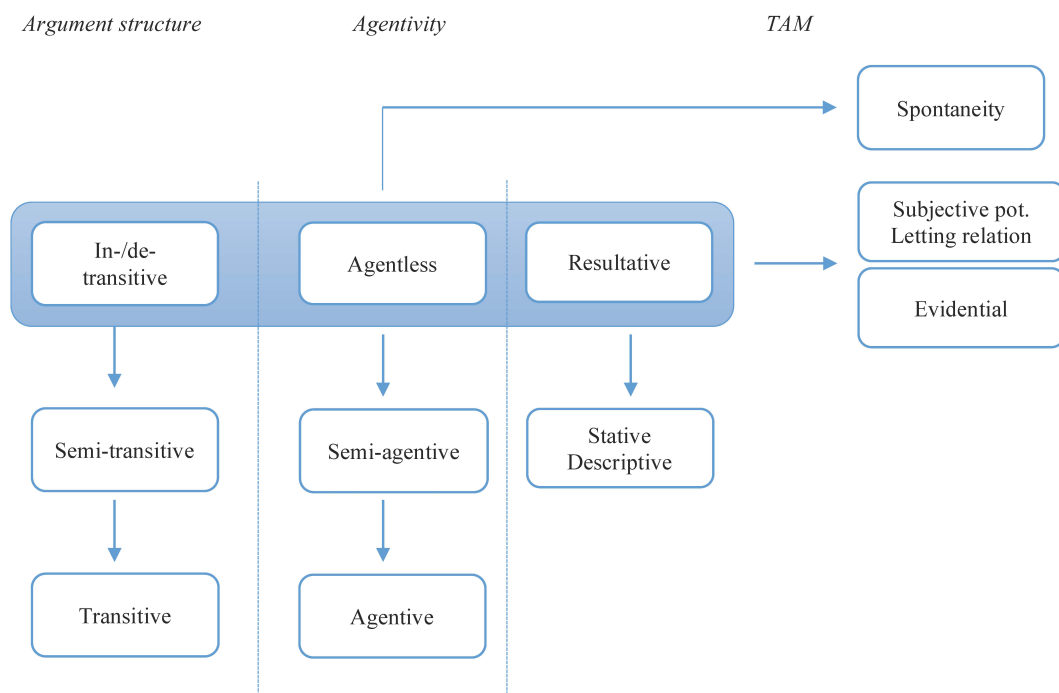 Argument structure
Agentivity
TAM
Spontaneity
Subjective pot.
Letting relation
In-/de-
transitive
Agentless
Resultative
Evidential
Semi-transitive
Semi-agentive
Stative
Descriptive
Transitive
Agentive